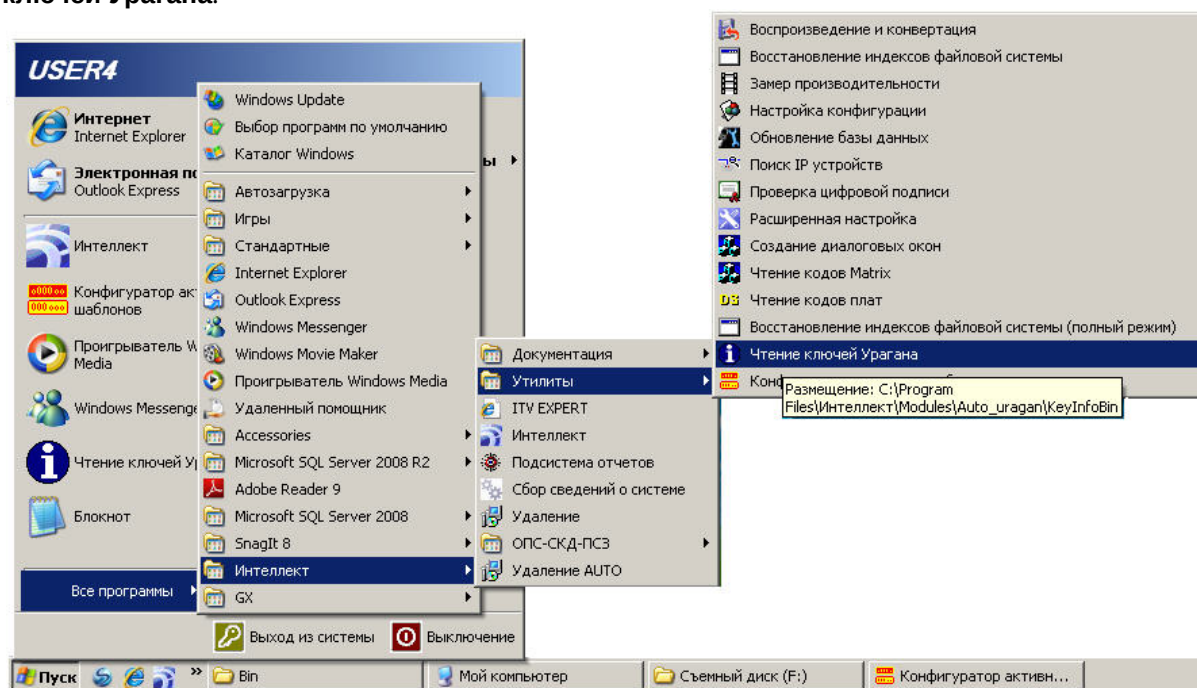 ключей Урагана.
USER4
Интернет
Internet Explorer
Электронная по
Outlook Express
Интеллект
Конфигуратор ак
шаблонов
Проигрыватель W
Media
Windows Messenge
Чтение ключей У
Блокнот
Все программы
ы
Windows Update
Выбор программ по умолчанию
Каталог Windows
Автозагрузка
Игры
Стандартные
Internet Explorer
Outlook Express
Windows Messenger
Windows Movie Maker
Проигрыватель Windows Media
Удаленный помощник
Accessories
Microsoft SQL Server 2008 R2
Adobe Reader 9
Microsoft SQL Server 2008
SnagIt 8
Интеллект
GX
Документация
Утилиты
ITV EXPERT
Интеллект
Подсистема отчетов
Сбор сведений о системе
Удаление
ОПС-СКД-ПСЗ
Удаление AUTO
Воспроизведение и конвертация
Восстановление индексов файловой системы
Замер производительности
Настройка конфигурации
Обновление базы данных
Поиск IP устройств
Проверка цифровой подписи
Расширенная настройка
Создание диалоговых окон
Чтение кодов Matrix
Чтение кодов плат
Восстановление индексов файловой системы (полный режим)
Чтение ключей Урагана
Конф
Размещение: C:\Program
Files\Интеллект\Modules\Auto_uragan\KeyInfoBin
Выход из системы
Выключение
Пуск
»
Bin
Мой компьютер
Съемный диск (F:)
Конфигуратор активн...